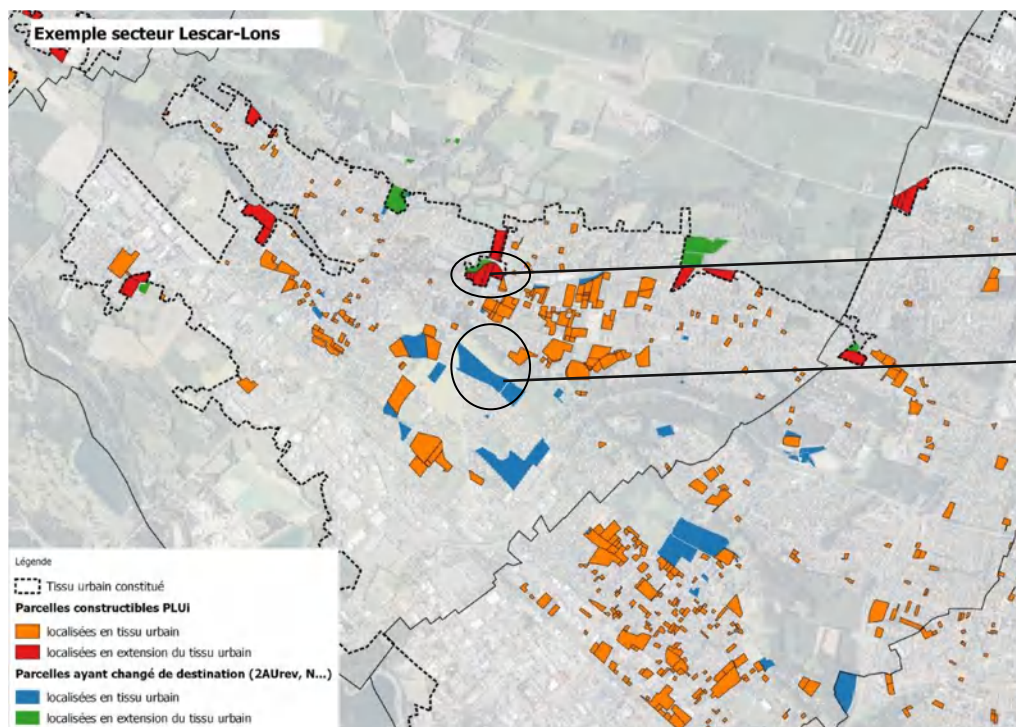 Exemple secteur Lescar-Lons
Légende
Tissu urbain constitué
Parcelles constructibles PLUi
localisées en tissu urbain
localisées en extension du tissu urbain
Parcelles ayant changé de destination (2AUrev, N...)
localisées en tissu urbain
localisées en extension du tissu urbain